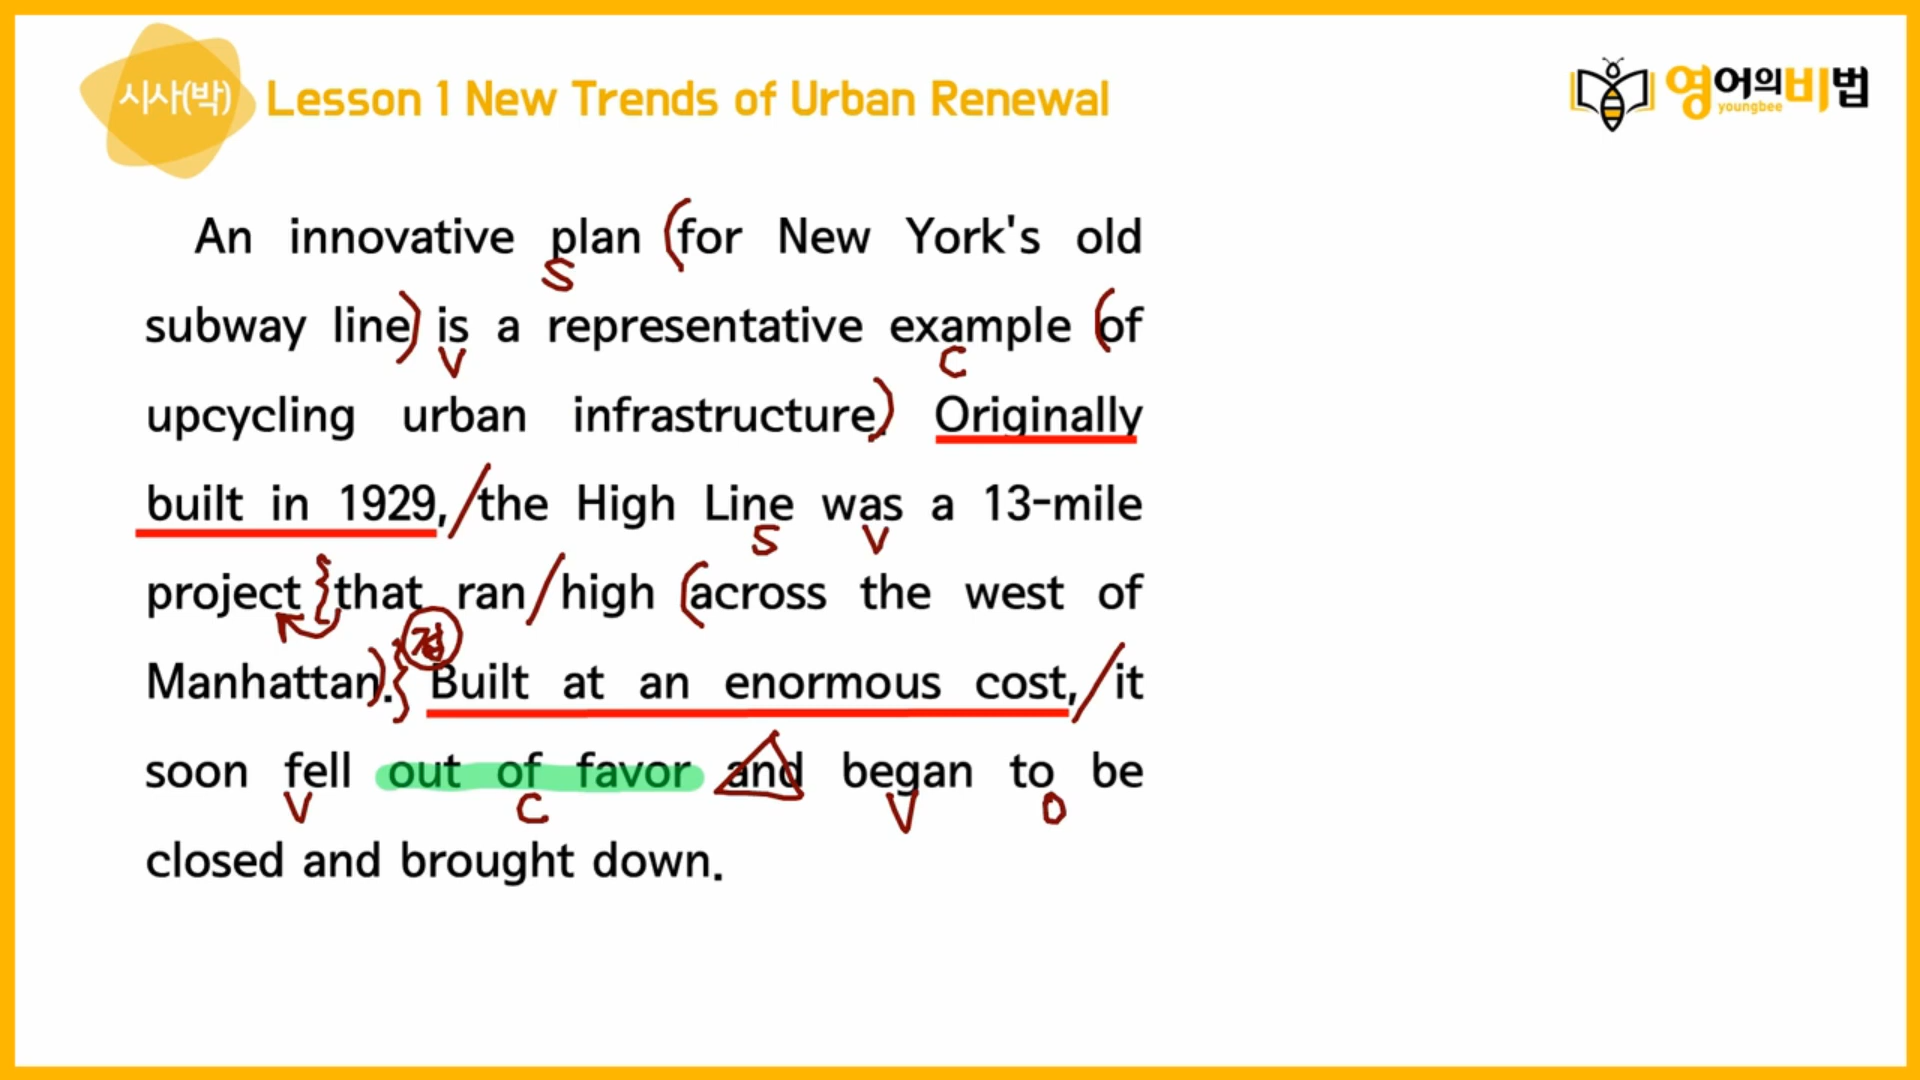 시사(박)
Lesson 1 New Trends of Urban Renewal
영어의비법
youngbee
An innovative plan (for New York's old
S
subway line) is a representative example (of
V C
upcycling urban infrastructure.) Originally
built in 1929, / the High Line was a 13-mile
S V
project {that ran / high (across the west of
Manhattan).} Built at an enormous cost, / it
soon fell out of favor and began to be
V C V O
closed and brought down.